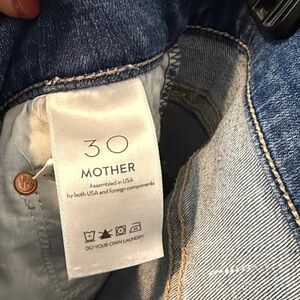 30
MOTHER
Assembled in USA
by both USA and foreign components
DO YOUR OWN LAUNDRY